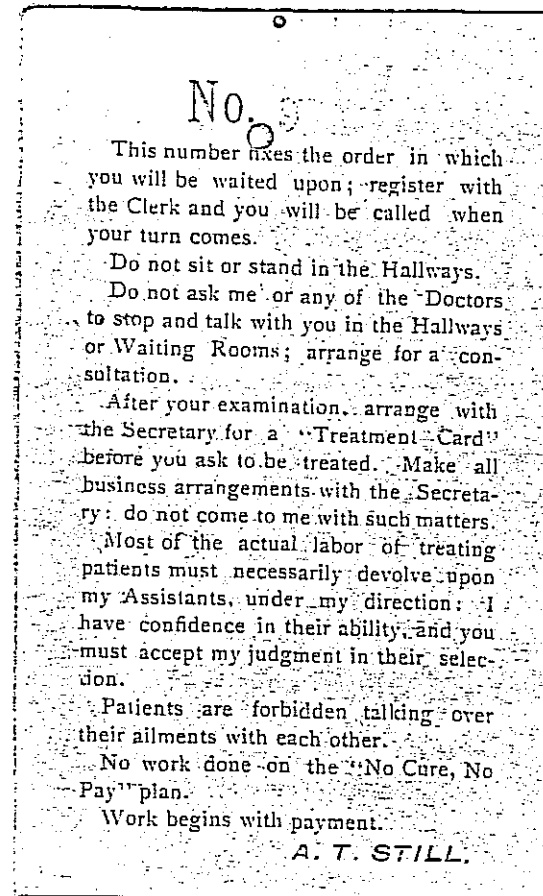 No.
This number fixes the order in which
you will be waited upon; register with
the Clerk and you will be called when
your turn comes.
Do not sit or stand in the Hallways.
Do not ask me or any of the Doctors
to stop and talk with you in the Hallways
or Waiting Rooms; arrange for a con-
sultation.
After your examination, arrange with
the Secretary for a "Treatment Card"
before you ask to be treated. Make all
business arrangements with the Secreta-
ry: do not come to me with such matters.
Most of the actual labor of treating
patients must necessarily devolve upon
my Assistants, under my direction: I
have confidence in their ability, and you
must accept my judgment in their selec-
tion.
Patients are forbidden talking over
their ailments with each other.
No work done on the "No Cure, No
Pay" plan.
Work begins with payment.
A. T. STILL.